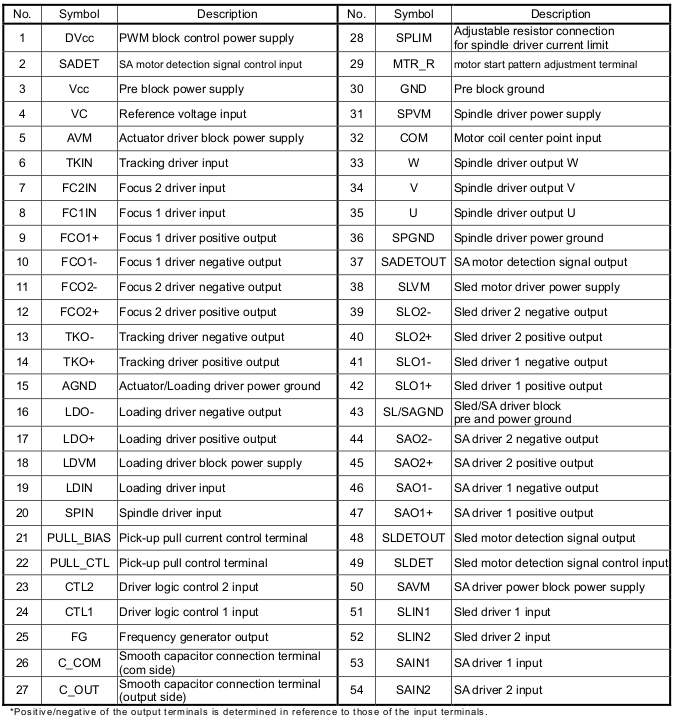 No. Symbol Description No. Symbol Description
1 DVcc PWM block control power supply 28 SPLIM Adjustable resistor connection
for spindle driver current limit
2 SADET SA motor detection signal control input 29 MTR_R motor start pattern adjustment terminal
3 Vcc Pre block power supply 30 GND Pre block ground
4 VC Reference voltage input 31 SPVM Spindle driver power supply
5 AVM Actuator driver block power supply 32 COM Motor coil center point input
6 TKIN Tracking driver input 33 W Spindle driver output W
7 FC2IN Focus 2 driver input 34 V Spindle driver output V
8 FC1IN Focus 1 driver input 35 U Spindle driver output U
9 FCO1+ Focus 1 driver positive output 36 SPGND Spindle driver power ground
10 FCO1- Focus 1 driver negative output 37 SADETOUT SA motor detection signal output
11 FCO2- Focus 2 driver negative output 38 SLVM Sled motor driver power supply
12 FCO2+ Focus 2 driver positive output 39 SLO2- Sled driver 2 negative output
13 TKO- Tracking driver negative output 40 SLO2+ Sled driver 2 positive output
14 TKO+ Tracking driver positive output 41 SLO1- Sled driver 1 negative output
15 AGND Actuator/Loading driver power ground 42 SLO1+ Sled driver 1 positive output
16 LDO- Loading driver negative output 43 SL/SAGND Sled/SA driver block
pre and power ground
17 LDO+ Loading driver positive output 44 SAO2- SA driver 2 negative output
18 LDVM Loading driver block power supply 45 SAO2+ SA driver 2 positive output
19 LDIN Loading driver input 46 SAO1- SA driver 1 negative output
20 SPIN Spindle driver input 47 SAO1+ SA driver 1 positive output
21 PULL_BIAS Pick-up pull current control terminal 48 SLDETOUT Sled motor detection signal output
22 PULL_CTL Pick-up pull control terminal 49 SLDET Sled motor detection signal control input
23 CTL2 Driver logic control 2 input 50 SAVM SA driver power block power supply
24 CTL1 Driver logic control 1 input 51 SLIN1 Sled driver 1 input
25 FG Frequency generator output 52 SLIN2 Sled driver 2 input
26 C_COM Smooth capacitor connection terminal
(com side) 53 SAIN1 SA driver 1 input
27 C_OUT Smooth capacitor connection terminal
(output side) 54 SAIN2 SA driver 2 input
*Positive/negative of the output terminals is determined in reference to those of the input terminals.